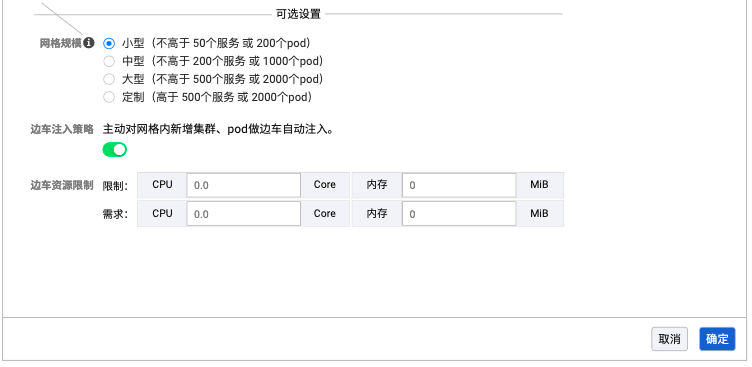 可选设置
网格规模 小型（不高于 50个服务 或 200个pod）
中型（不高于 200个服务 或 1000个pod）
大型（不高于 500个服务 或 2000个pod）
定制（高于 500个服务 或 2000个pod）
边车注入策略 主动对网格内新增集群、pod做边车自动注入。
边车资源限制 限制： CPU 0.0 Core 内存 0 MiB
需求： CPU 0.0 Core 内存 0 MiB
取消 确定